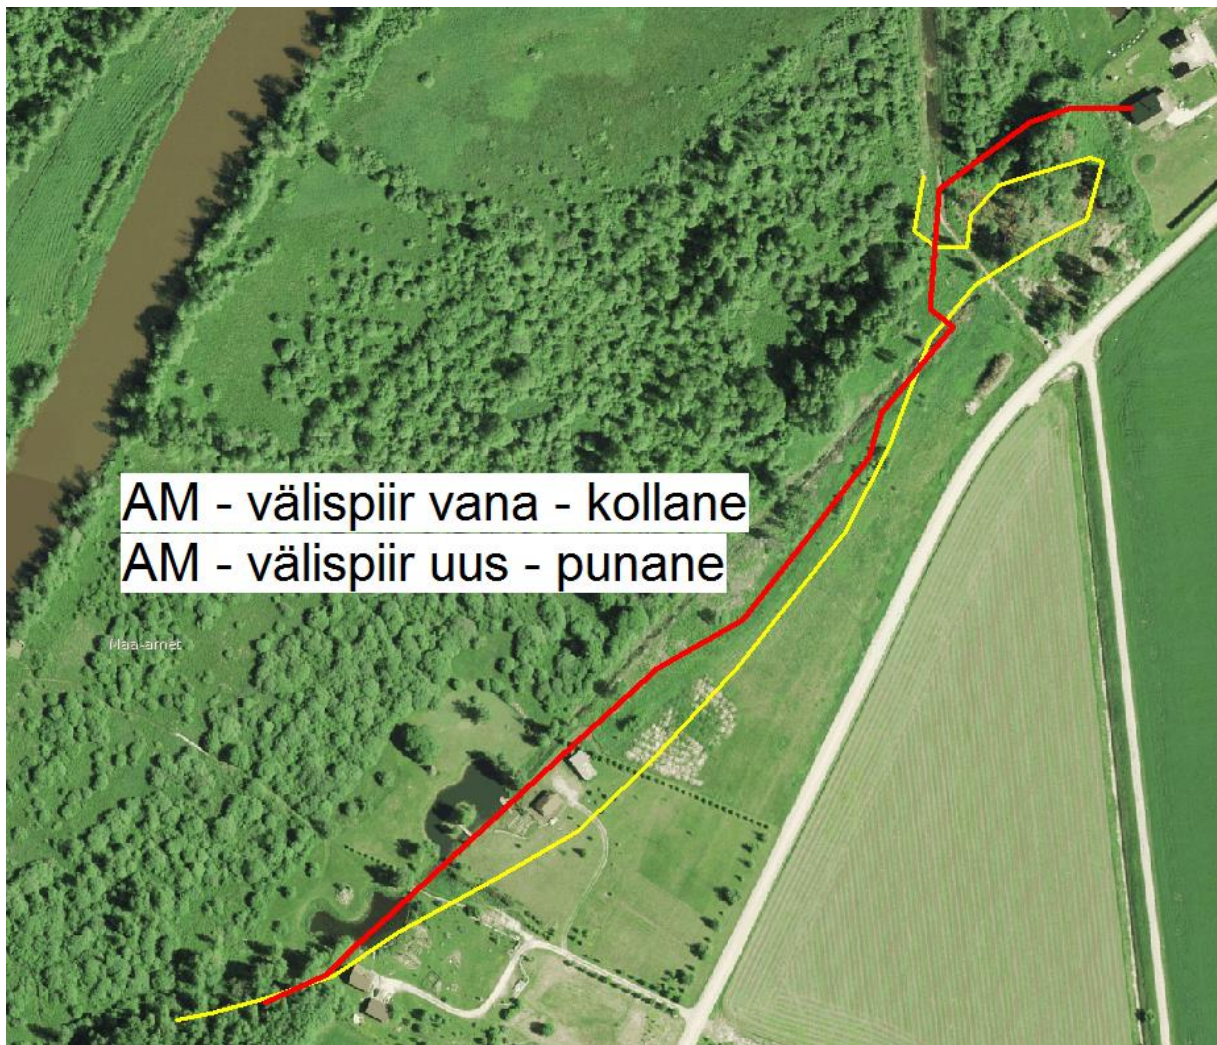 AM - välispiir vana - kollane
AM - välispiir uus - punane
Maa-amet